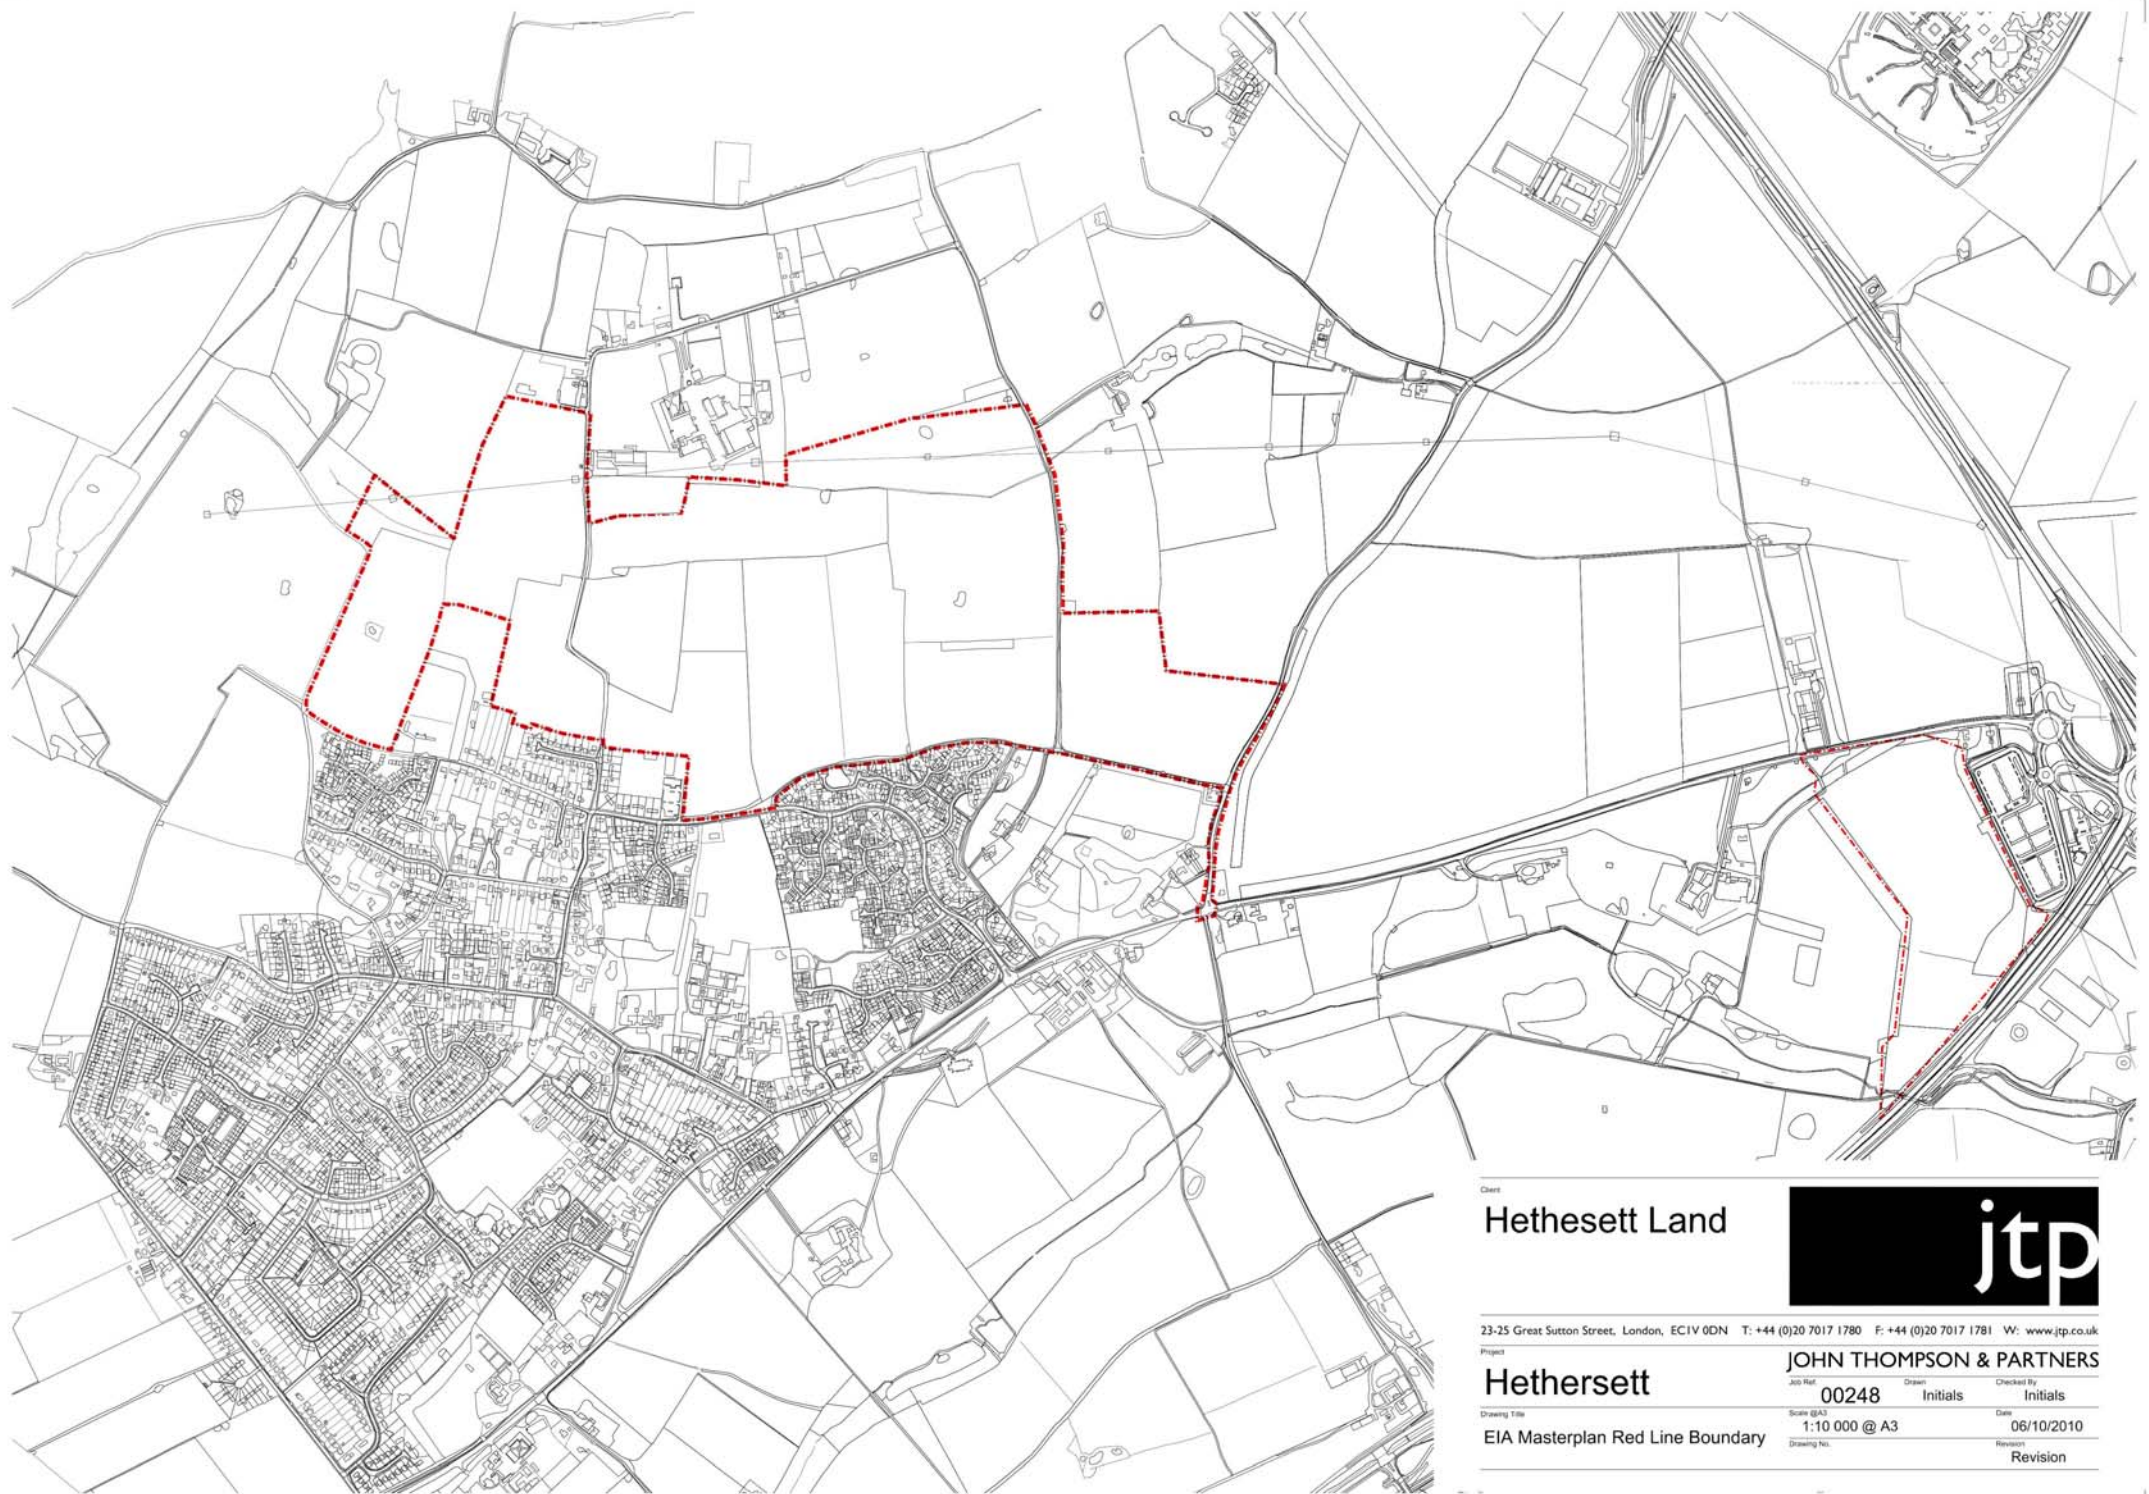 Client
Hethesett Land
jtp
23-25 Great Sutton Street, London, EC1V 0DN T: +44 (0)20 7017 1780 F: +44 (0)20 7017 1781 W: www.jtp.co.uk
Project
Hethersett
JOHN THOMPSON & PARTNERS
Job Ref. Drawn Checked By
00248 Initials Initials
Drawing Title
EIA Masterplan Red Line Boundary
Scale @A3 Date
1:10 000 @ A3 06/10/2010
Drawing No. Revision
Revision